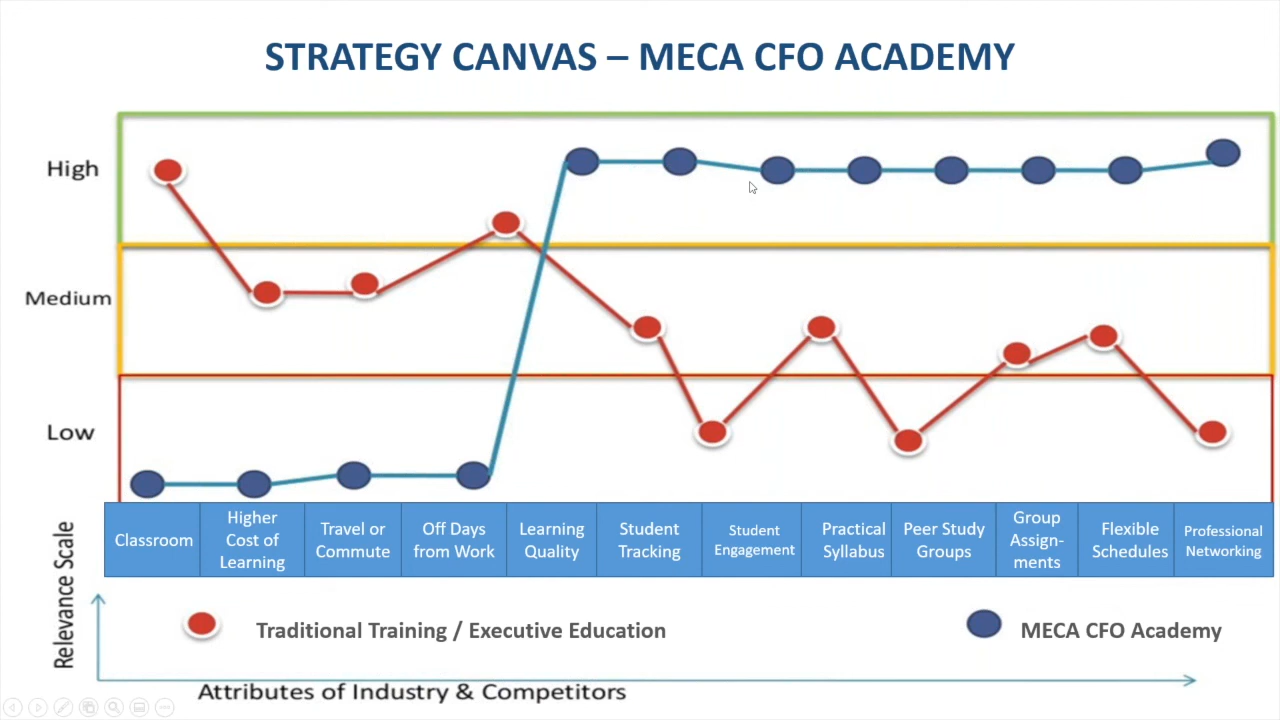 STRATEGY CANVAS – MECA CFO ACADEMY
High
Medium
Low
Relevance Scale
Classroom
Higher
Cost of
Learning
Travel or
Commute
Off Days
from Work
Learning
Quality
Student
Tracking
Student
Engagement
Practical
Syllabus
Peer Study
Groups
Group
Assign-
ments
Flexible
Schedules
Professional
Networking
Traditional Training / Executive Education
MECA CFO Academy
Attributes of Industry & Competitors